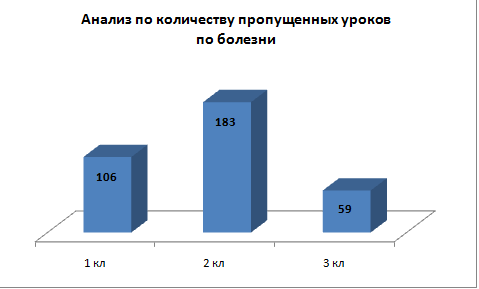 Анализ по количеству пропущенных уроков
по болезни
106
183
59
1 кл
2 кл
3 кл